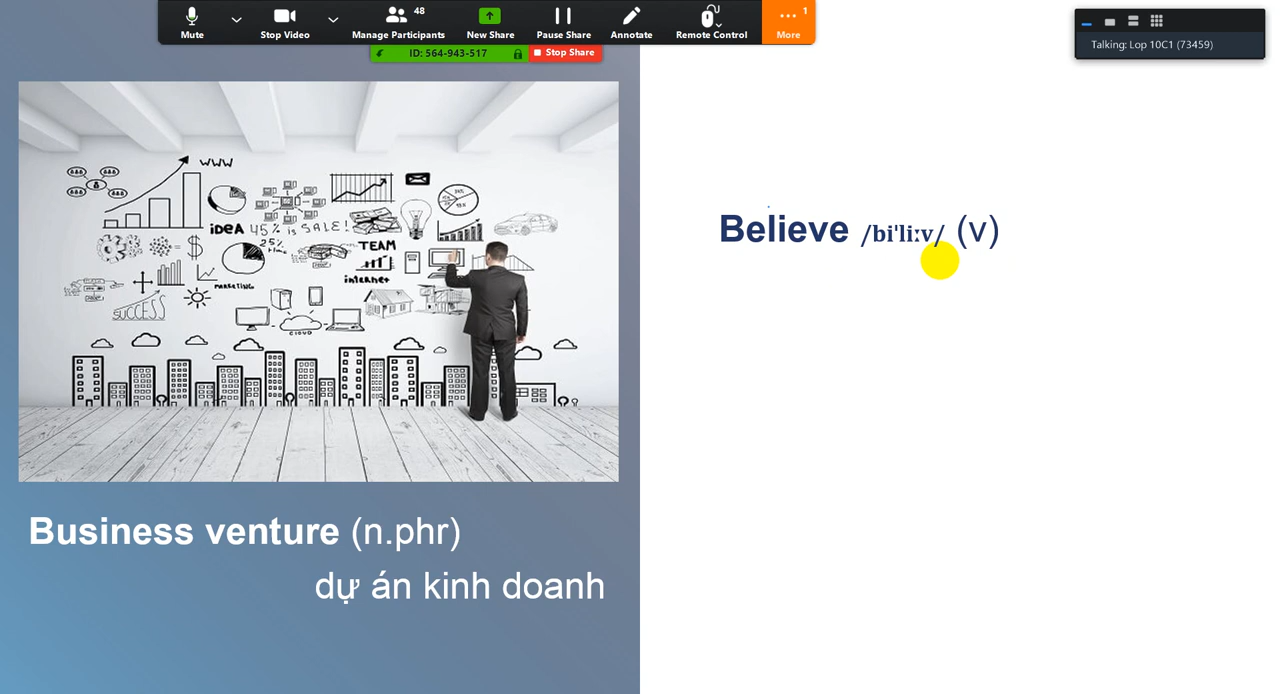 Mute
Stop Video
Manage Participants
48
New Share
Pause Share
Annotate
Remote Control
More
1
ID: 564-943-517
Stop Share
Talking: Lop 10C1 (73459)
WWW
IDEA
45% is SALE!
25%
TEAM
internet
MARKETING
SUCCESS
CLOUD
Believe /bi'li:v/ (v)
Business venture (n.phr)
dự án kinh doanh